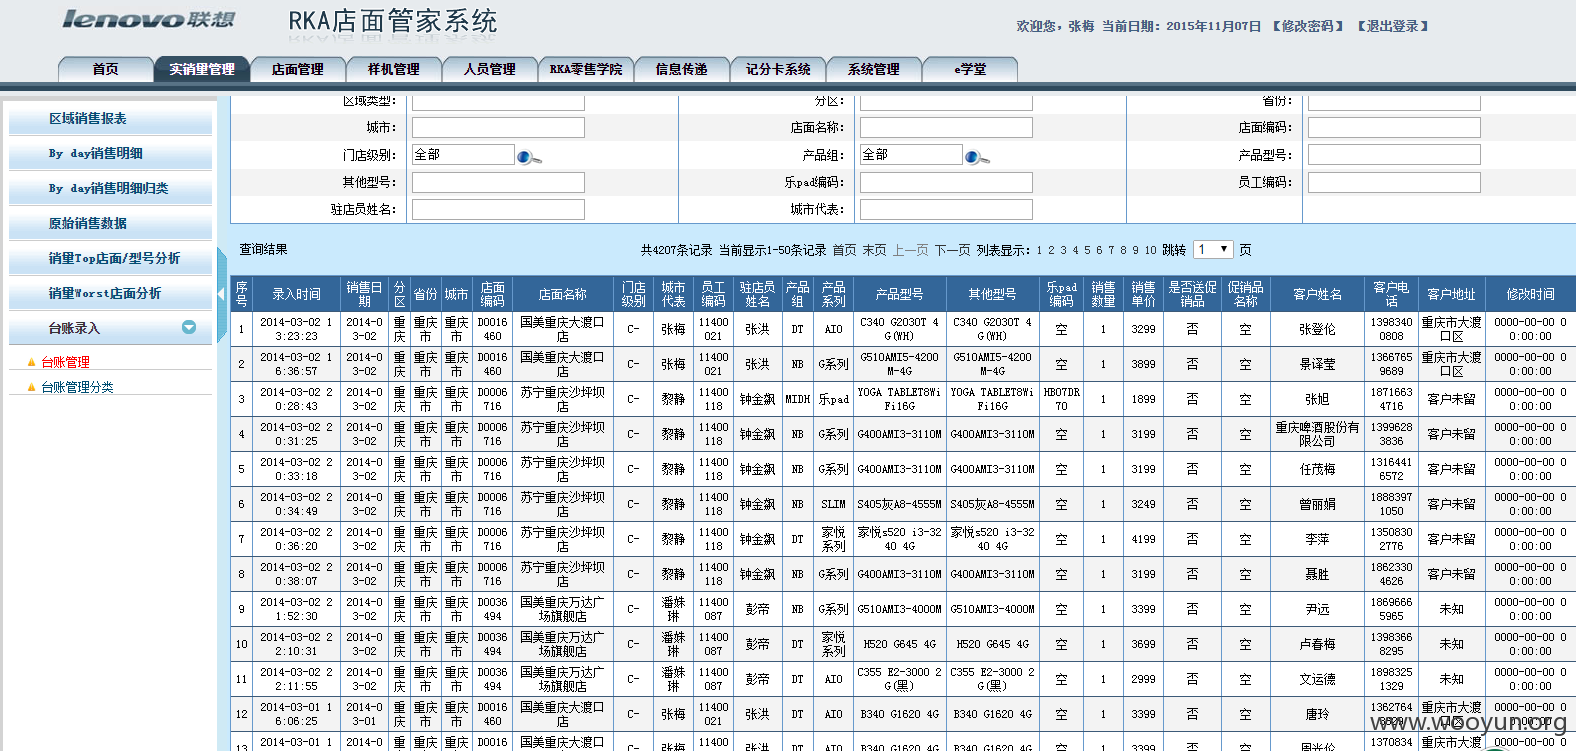 lenovo联想 RKA店面管家系统
欢迎您，张梅 当前日期：2015年11月07日 【修改密码】 【退出登录】
首页 实销量管理 店面管理 样机管理 人员管理 RKA零售学院 信息传递 记分卡系统 系统管理 e学堂
区域销售报表
By day销售明细
By day销售明细归类
原始销售数据
销量Top店面/型号分析
销量Worst店面分析
台账录入
台账管理
台账管理分类
区域类型： 分区： 省份：
城市： 店面名称： 店面编码：
门店级别： 全部 产品组： 全部 产品型号：
其他型号： 乐pad编码： 员工编码：
驻店员姓名： 城市代表：
查询结果 共4207条记录 当前显示1-50条记录 首页 末页 上一页 下一页 列表显示：1 2 3 4 5 6 7 8 9 10 跳转 1 页
序号 录入时间 销售日期 分区 省份 城市 店面编码 店面名称 门店级别 城市代表 员工编码 驻店员姓名 产品组 产品系列 产品型号 其他型号 乐pad编码 销售数量 销售单价 是否送促销品 促销品名称 客户姓名 客户电话 客户地址 修改时间
1 2014-03-02 13:23:23 2014-03-02 重庆 重庆市 重庆市 D0016460 国美重庆大渡口店 C- 张梅 11400021 张洪 DT AIO C340 G2030T 4G(WH) C340 G2030T 4G(WH) 空 1 3299 否 空 张登伦 13983400808 重庆市大渡口区 0000-00-00 00:00:00
2 2014-03-02 16:36:57 2014-03-02 重庆 重庆市 重庆市 D0016460 国美重庆大渡口店 C- 张梅 11400021 张洪 NB G系列 G510AMI5-4200M-4G G510AMI5-4200M-4G 空 1 3899 否 空 景译莹 13667659689 重庆市大渡口区 0000-00-00 00:00:00
3 2014-03-02 20:28:43 2014-03-02 重庆 重庆市 重庆市 D0006716 苏宁重庆沙坪坝店 C- 黎静 11400118 钟金飙 MIDH 乐pad YOGA TABLET8WiFi16G YOGA TABLET8WiFi16G HB07DR70 1 1899 否 空 张旭 18716634716 客户未留 0000-00-00 00:00:00
4 2014-03-02 20:31:25 2014-03-02 重庆 重庆市 重庆市 D0006716 苏宁重庆沙坪坝店 C- 黎静 11400118 钟金飙 NB G系列 G400AMI3-3110M G400AMI3-3110M 空 1 3199 否 空 重庆啤酒股份有限公司 13996283836 客户未留 0000-00-00 00:00:00
5 2014-03-02 20:33:18 2014-03-02 重庆 重庆市 重庆市 D0006716 苏宁重庆沙坪坝店 C- 黎静 11400118 钟金飙 NB G系列 G400AMI3-3110M G400AMI3-3110M 空 1 3199 否 空 任茂梅 13164416572 客户未留 0000-00-00 00:00:00
6 2014-03-02 20:34:49 2014-03-02 重庆 重庆市 重庆市 D0006716 苏宁重庆沙坪坝店 C- 黎静 11400118 钟金飙 NB SLIM S405灰A8-4555M S405灰A8-4555M 空 1 3249 否 空 曾丽娟 18883971050 客户未留 0000-00-00 00:00:00
7 2014-03-02 20:36:20 2014-03-02 重庆 重庆市 重庆市 D0006716 苏宁重庆沙坪坝店 C- 黎静 11400118 钟金飙 DT 家悦系列 家悦s520 i3-3240 4G 家悦s520 i3-3240 4G 空 1 4199 否 空 李萍 13508302776 客户未留 0000-00-00 00:00:00
8 2014-03-02 20:38:07 2014-03-02 重庆 重庆市 重庆市 D0006716 苏宁重庆沙坪坝店 C- 黎静 11400118 钟金飙 NB G系列 G400AMI3-3110M G400AMI3-3110M 空 1 3199 否 空 聂胜 18623304626 客户未留 0000-00-00 00:00:00
9 2014-03-02 21:52:30 2014-03-02 重庆 重庆市 重庆市 D0036494 国美重庆万达广场旗舰店 C- 潘姝琳 11400087 彭帝 NB G系列 G510AMI3-4000M G510AMI3-4000M 空 1 3399 否 空 尹远 18696665965 未知 0000-00-00 00:00:00
10 2014-03-02 22:10:31 2014-03-02 重庆 重庆市 重庆市 D0036494 国美重庆万达广场旗舰店 C- 潘姝琳 11400087 彭帝 DT 家悦系列 H520 G645 4G H520 G645 4G 空 1 3699 否 空 卢春梅 13983668295 未知 0000-00-00 00:00:00
11 2014-03-02 22:11:55 2014-03-02 重庆 重庆市 重庆市 D0036494 国美重庆万达广场旗舰店 C- 潘姝琳 11400087 彭帝 DT AIO C355 E2-3000 2G(黑) C355 E2-3000 2G(黑) 空 1 2999 否 空 文运德 18983251329 未知 0000-00-00 00:00:00
12 2014-03-01 16:06:25 2014-03-01 重庆 重庆市 重庆市 D0016460 国美重庆大渡口店 C- 张梅 11400021 张洪 DT AIO B340 G1620 4G B340 G1620 4G 空 1 3399 否 空 唐玲 1362764 重庆市大渡口区 0000-00-00 00:00:00
13 2014-03-01 1 2014-0 重 重庆 重庆 D0016 国美重庆大渡口 C- 张梅 11400 张洪 DT AIO B340 G1620 4G B340 G1620 4G 空 1 3399 否 空 周光伦 1370834 重庆市大渡 0000-00-00 0
www.wooyun.org